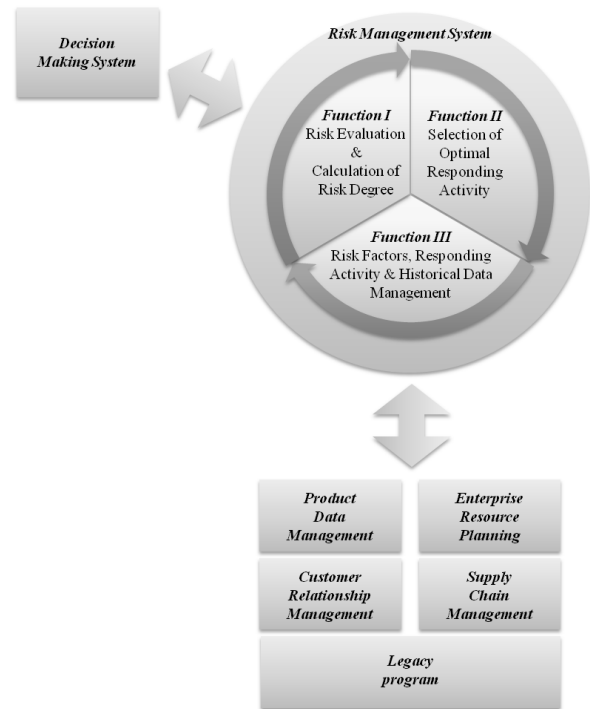 Decision
Making System
Risk Management System
Function I
Risk Evaluation
&
Calculation of
Risk Degree
Function II
Selection of
Optimal
Responding
Activity
Function III
Risk Factors, Responding
Activity & Historical Data
Management
Product
Data
Management
Enterprise
Resource
Planning
Customer
Relationship
Management
Supply
Chain
Management
Legacy
program